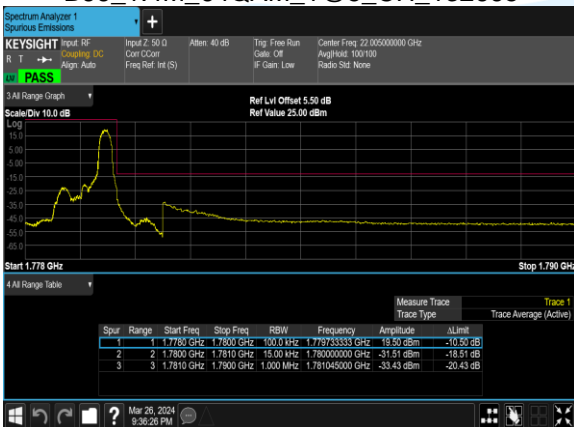 Spectrum Analyzer 1
Spurious Emissions
+
KEYSIGHT
R T
Input: RF
Coupling: DC
Align: Auto
Input Z: 50 Ω
Corr CCorr
Freq Ref: Int (S)
Atten: 40 dB
Trig: Free Run
Gate: Off
IF Gain: Low
Center Freq: 22.005000000 GHz
Avg|Hold: 100/100
Radio Std: None
LM PASS
3 All Range Graph
Ref Lvl Offset 5.50 dB
Scale/Div 10.0 dB
Ref Value 25.00 dBm
Log
15.0
5.00
-5.00
-15.0
-25.0
-35.0
-45.0
-55.0
-65.0
Start 1.778 GHz
Stop 1.790 GHz
4 All Range Table
Measure Trace Trace 1
Trace Type Trace Average (Active)
Spur Range Start Freq Stop Freq RBW Frequency Amplitude ΔLimit
1 1 1.7780 GHz 1.7800 GHz 100.0 kHz 1.779733333 GHz 19.50 dBm -10.50 dB
2 2 1.7800 GHz 1.7810 GHz 15.00 kHz 1.780000000 GHz -31.51 dBm -18.51 dB
3 3 1.7810 GHz 1.7900 GHz 1.000 MHz 1.781045000 GHz -33.43 dBm -20.43 dB
?
Mar 26, 2024
9:36:26 PM